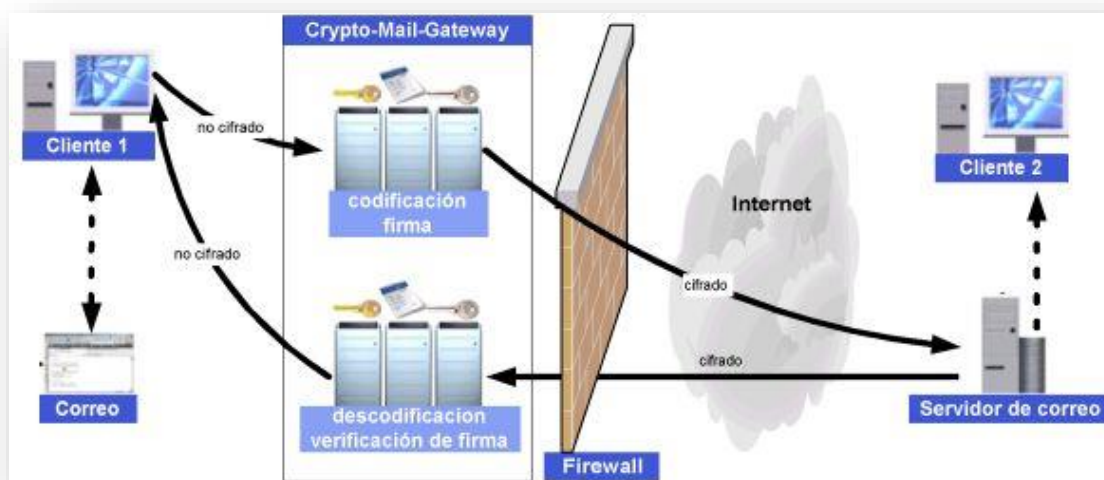 Crypto-Mail-Gateway
Cliente 1
no cifrado
codificación
firma
no cifrado
Correo
descodificacion
verificación de firma
Firewall
Internet
cifrado
cifrado
Cliente 2
Servidor de correo